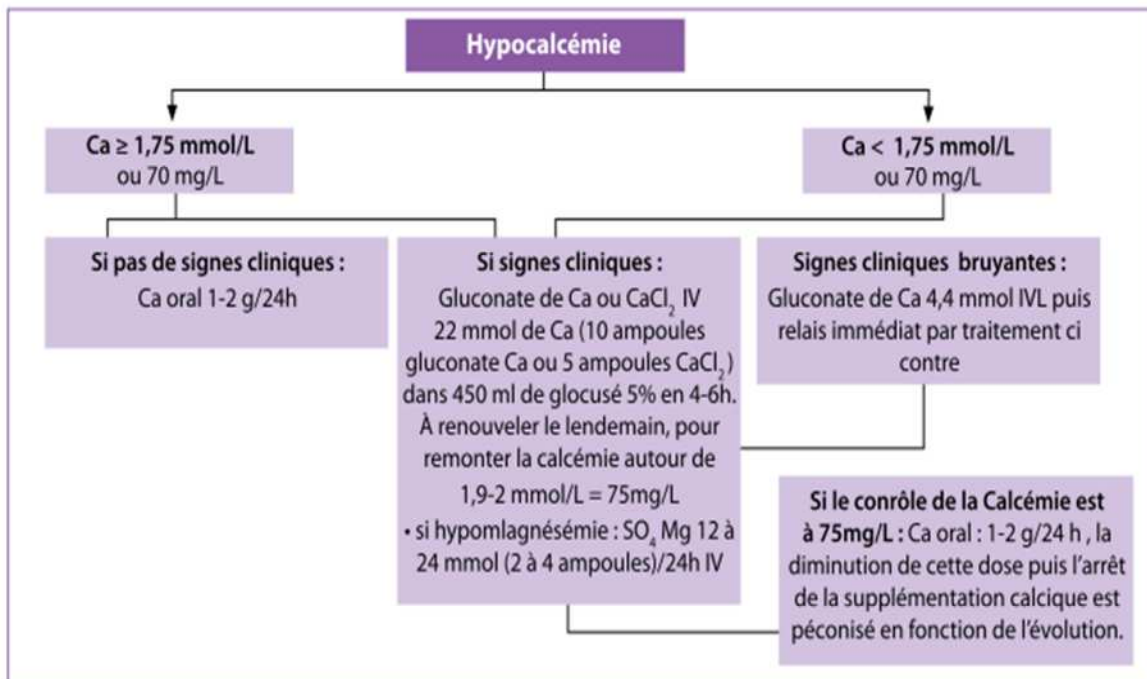 Hypocalcémie
Ca ≥ 1,75 mmol/L
ou 70 mg/L
Ca < 1,75 mmol/L
ou 70 mg/L
Si pas de signes cliniques :
Ca oral 1-2 g/24h
Si signes cliniques :
Gluconate de Ca ou CaCl₂ IV
22 mmol de Ca (10 ampoules
gluconate Ca ou 5 ampoules CaCl₂)
dans 450 ml de glocusé 5% en 4-6h.
À renouveler le lendemain, pour
remonter la calcémie autour de
1,9-2 mmol/L = 75mg/L
• si hypomlagnésémie : SO₄ Mg 12 à
24 mmol (2 à 4 ampoules)/24h IV
Signes cliniques bruyantes :
Gluconate de Ca 4,4 mmol IVL puis
relais immédiat par traitement ci
contre
Si le conrôle de la Calcémie est
à 75mg/L : Ca oral : 1-2 g/24 h , la
diminution de cette dose puis l’arrêt
de la supplémentation calcique est
péconisé en fonction de l’évolution.